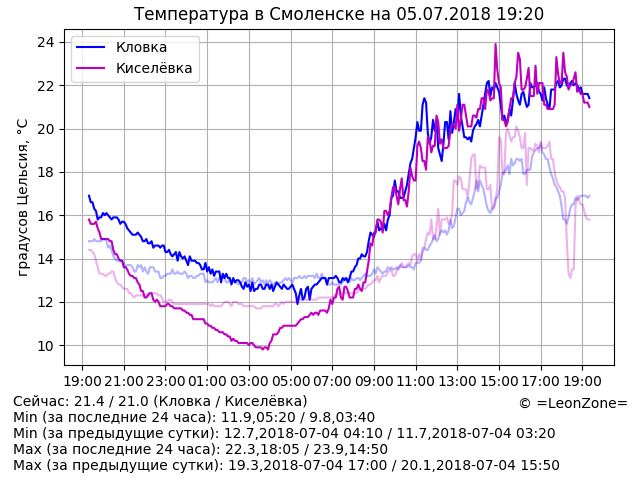 Температура в Смоленске на 05.07.2018 19:20
Кловка
Киселёвка
градусов Цельсия, °C
24
22
20
18
16
14
12
10
19:00 21:00 23:00 01:00 03:00 05:00 07:00 09:00 11:00 13:00 15:00 17:00 19:00
Сейчас: 21.4 / 21.0 (Кловка / Киселёвка)
© =LeonZone=
Min (за последние 24 часа): 11.9,05:20 / 9.8,03:40
Min (за предыдущие сутки): 12.7,2018-07-04 04:10 / 11.7,2018-07-04 03:20
Max (за последние 24 часа): 22.3,18:05 / 23.9,14:50
Max (за предыдущие сутки): 19.3,2018-07-04 17:00 / 20.1,2018-07-04 15:50